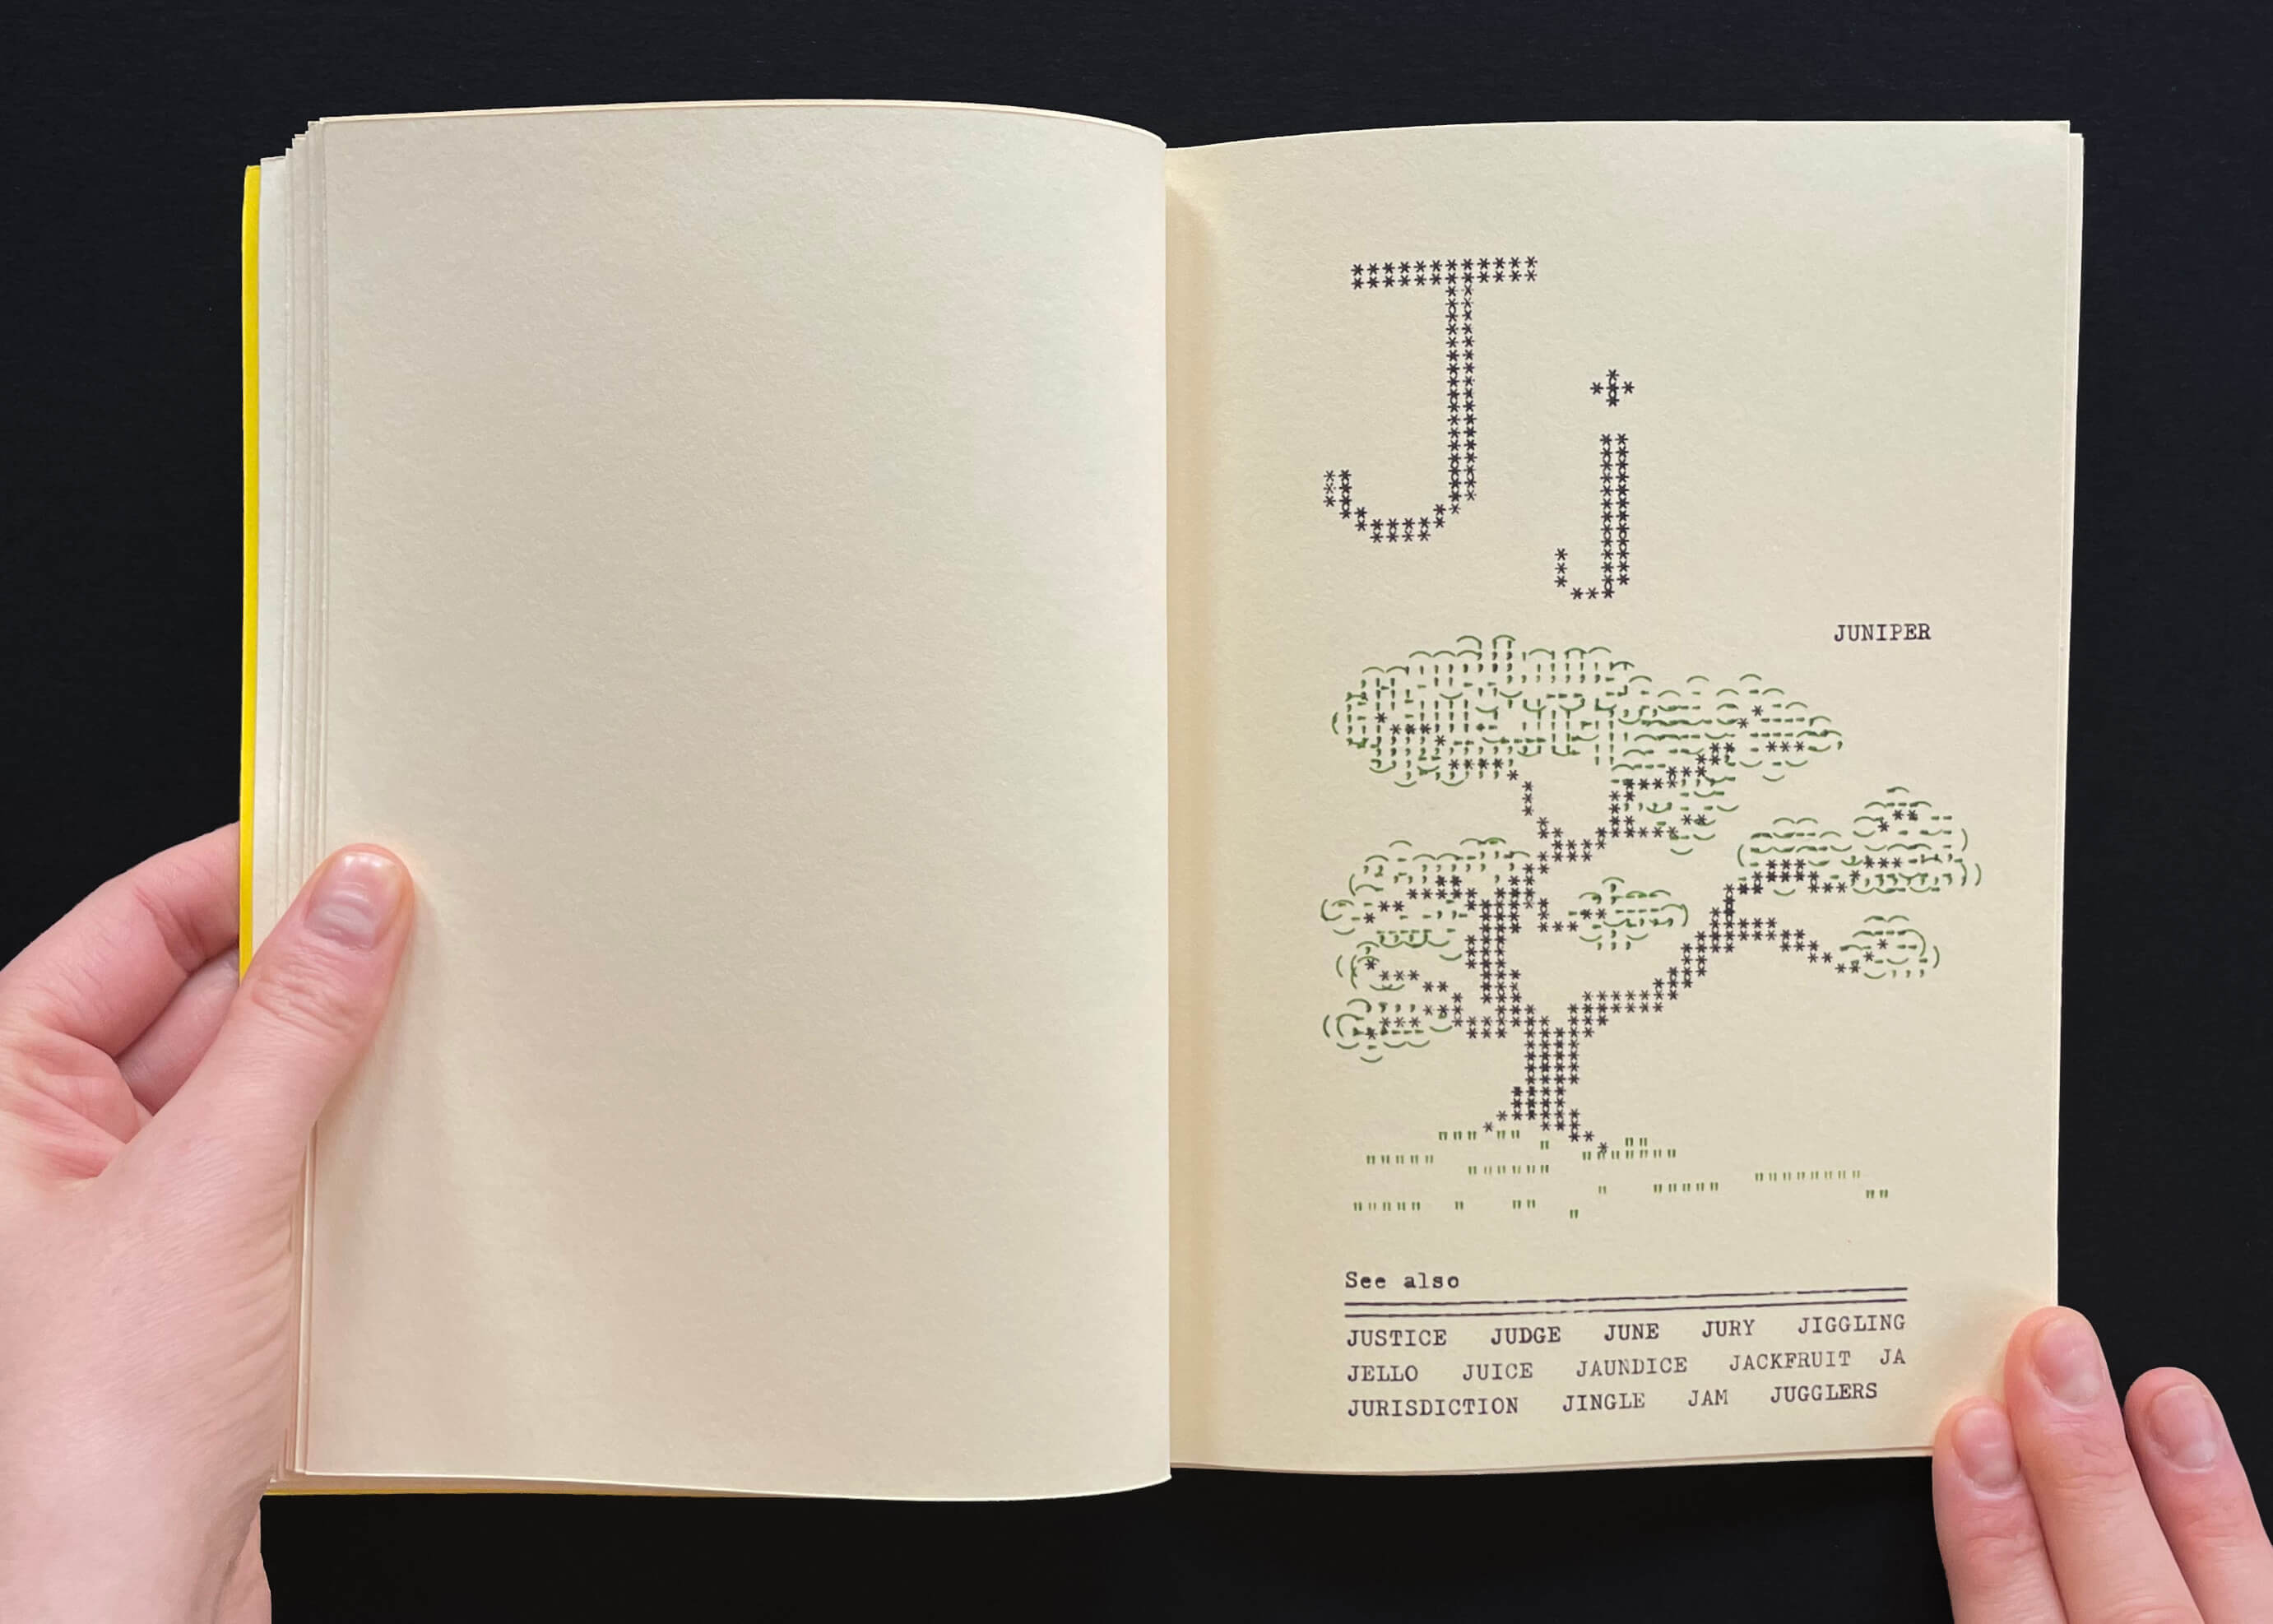 J j
JUNIPER
See also
JUSTICE JUDGE JUNE JURY JIGGLING
JELLO JUICE JAUNDICE JACKFRUIT JA
JURISDICTION JINGLE JAM JUGGLERS